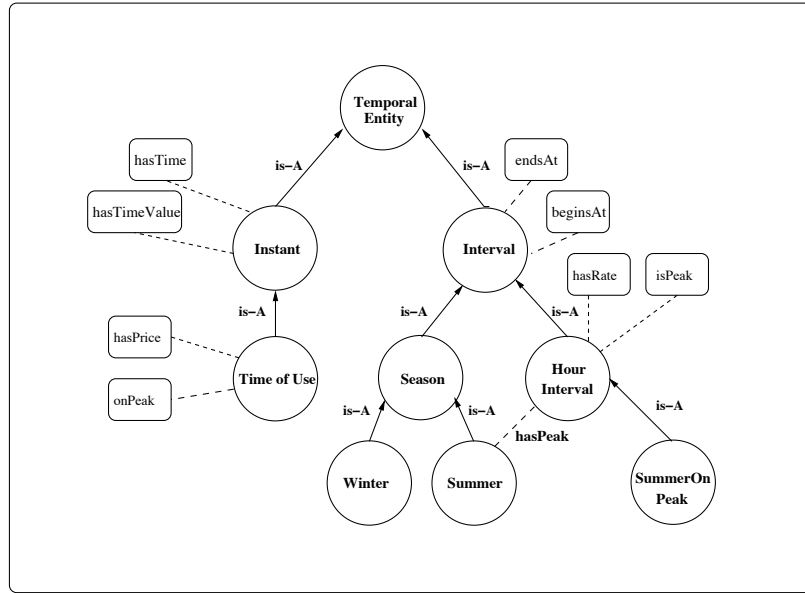 Temporal
Entity
hasTime
is−A
is−A
endsAt
hasTimeValue
beginsAt
Instant
Interval
hasRate
isPeak
is−A
is−A
is−A
hasPrice
Time of Use
Season
Hour
Interval
onPeak
is−A
is−A
is−A
hasPeak
Winter
Summer
SummerOn
Peak